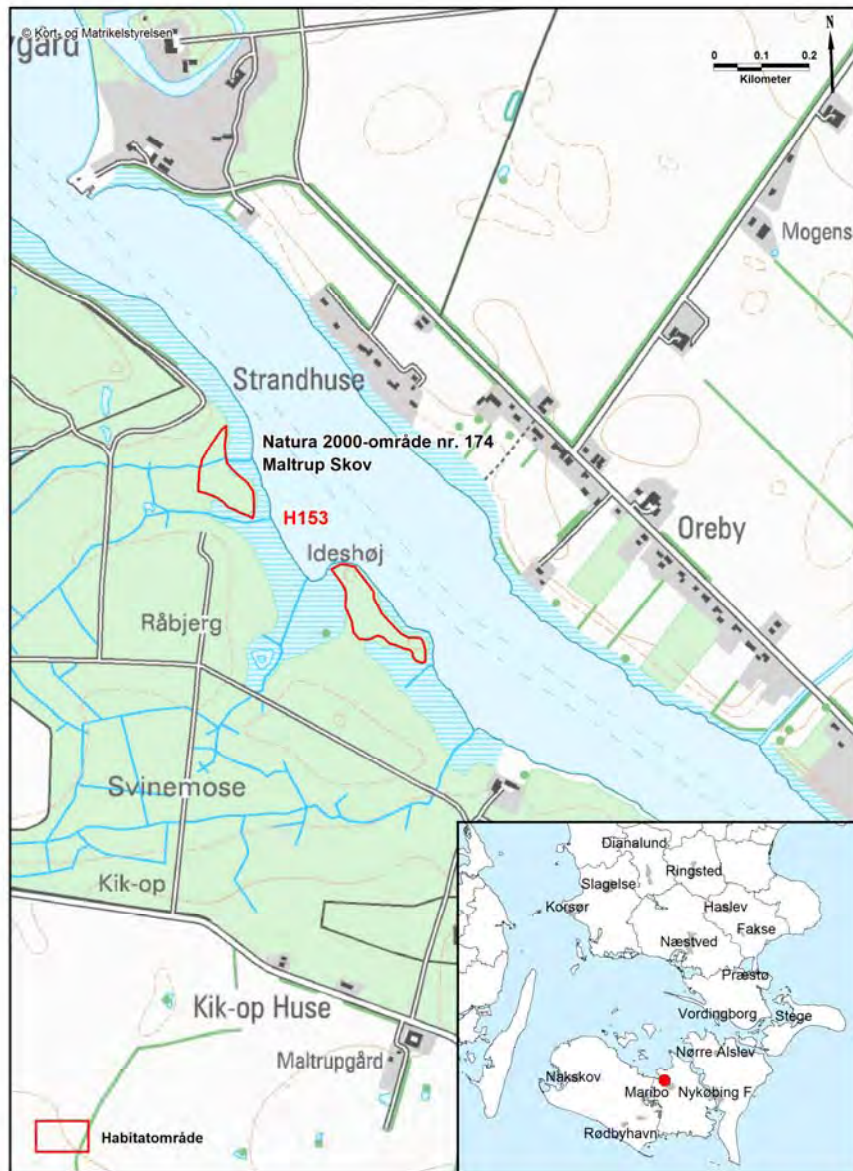 © Kort- og Matrikelstyrelsen
N
0 0.1 0.2
Kilometer
Mogens
Strandhuse
Natura 2000-område nr. 174
Maltrup Skov
H153
Ideshøj
Oreby
Råbjerg
Svinemose
Kik-op
Kik-op Huse
Maltrupgård
Habitatområde
Dianalund
Ringsted
Slagelse
Korsør
Haslev
Fakse
Næstved
Præstø
Vordingborg
Stege
Nørre Alslev
Nakskov
Maribo
Nykøbing F.
Rødbyhavn